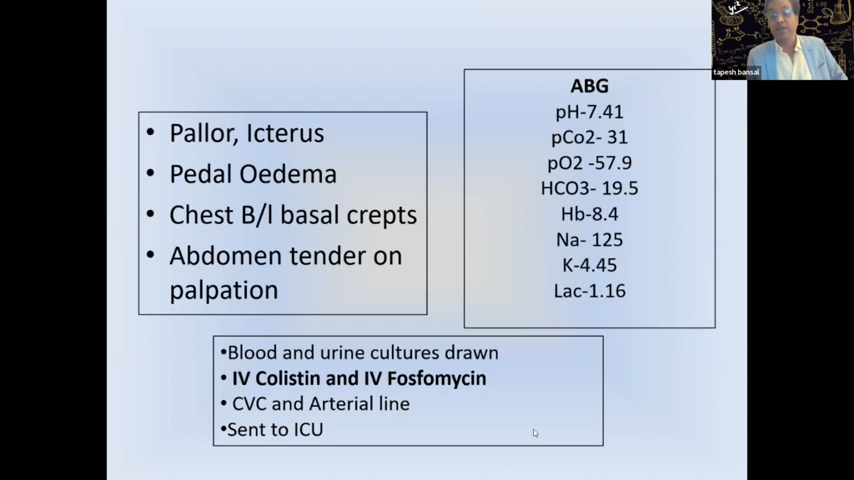 • Pallor, Icterus
• Pedal Oedema
• Chest B/l basal crepts
• Abdomen tender on
palpation
ABG
pH-7.41
pCo2- 31
pO2 -57.9
HCO3- 19.5
Hb-8.4
Na- 125
K-4.45
Lac-1.16
•Blood and urine cultures drawn
• IV Colistin and IV Fosfomycin
• CVC and Arterial line
•Sent to ICU
tapesh bansal